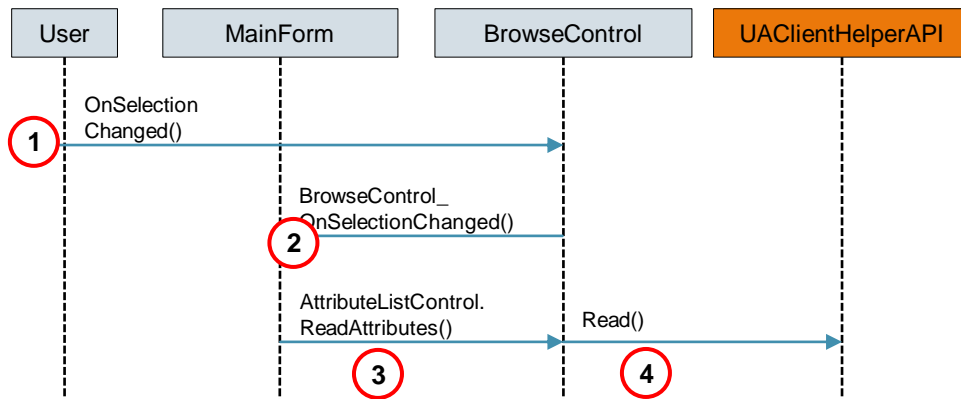 User
MainForm
BrowseControl
UAClientHelperAPI
OnSelection
Changed()
1
BrowseControl_
OnSelectionChanged()
2
AttributeListControl.
ReadAttributes()
Read()
3
4